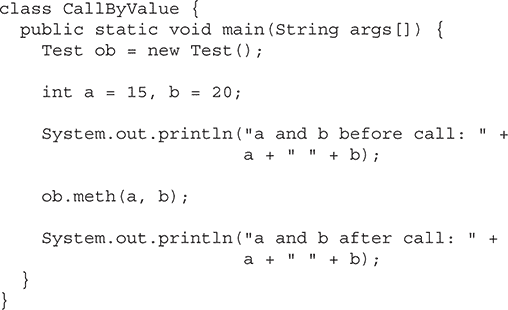 class CallByValue {
  public static void main(String args[]) {
    Test ob = new Test();

    int a = 15, b = 20;

    System.out.println("a and b before call: " +
                       a + " " + b);

    ob.meth(a, b);

    System.out.println("a and b after call: " +
                       a + " " + b);
  }
}